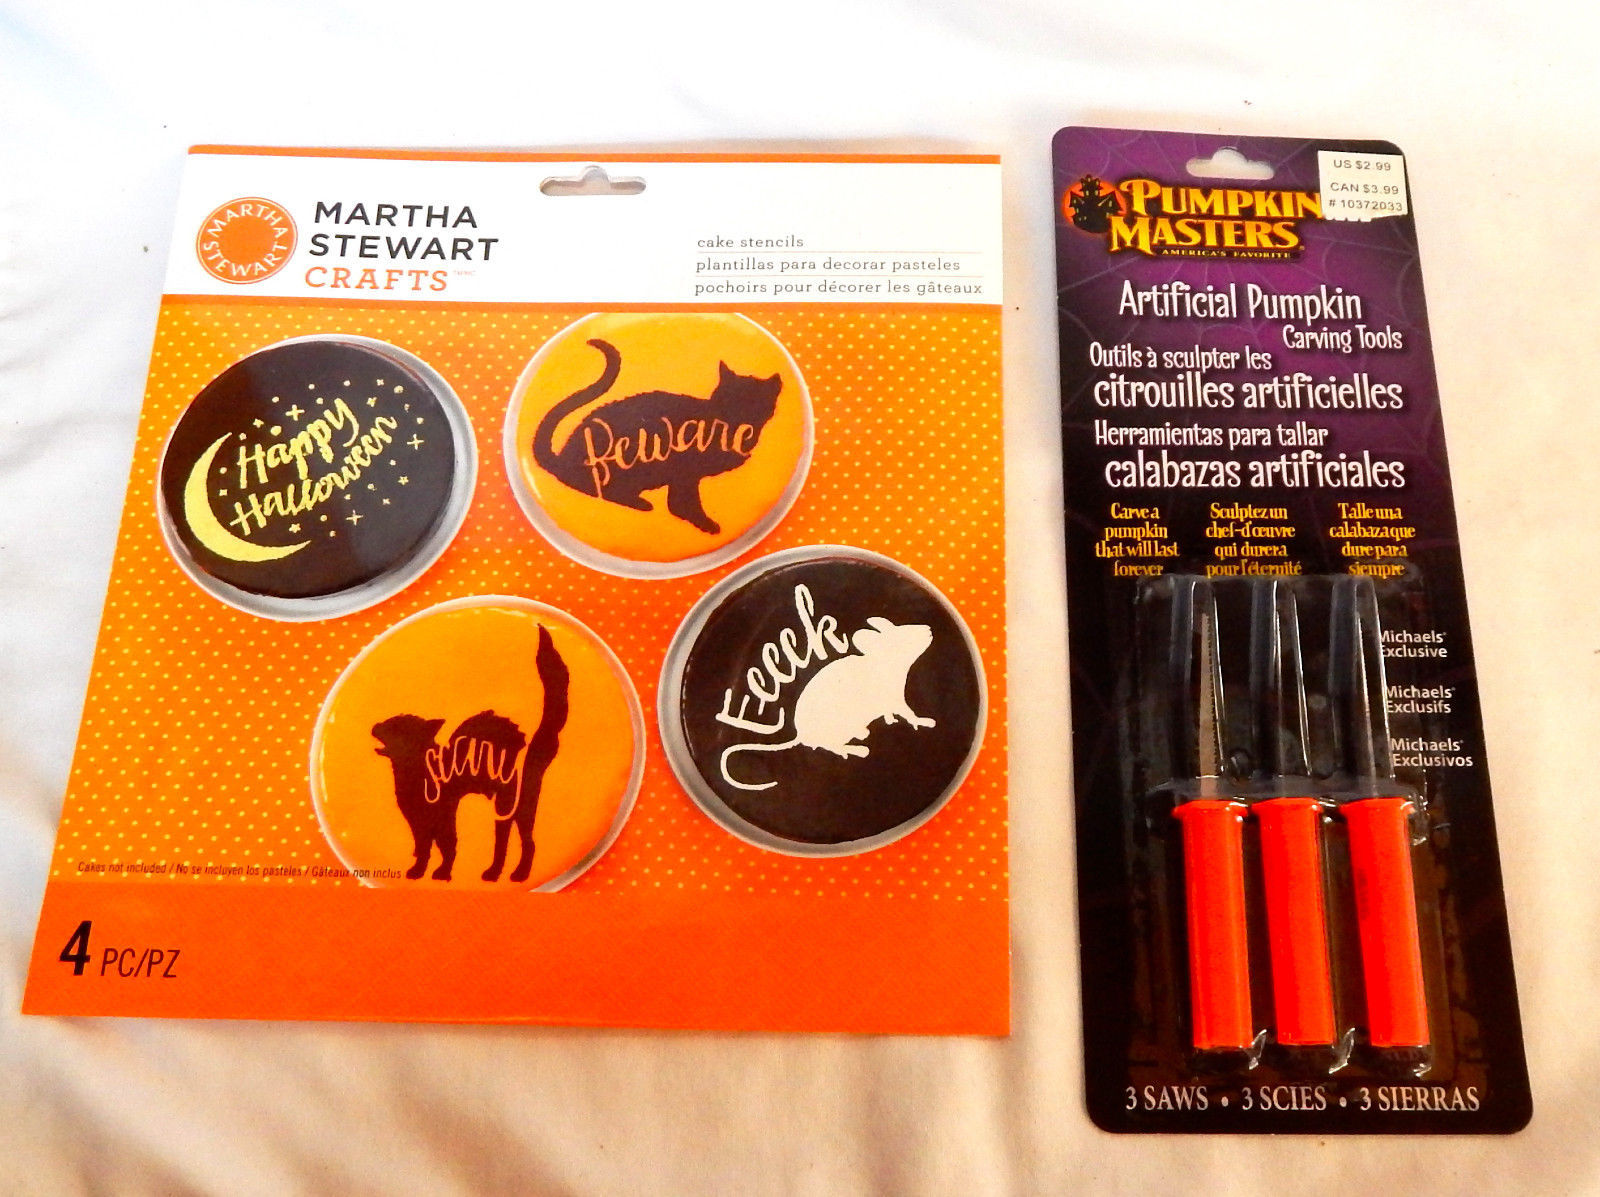 MARTHA
STEWART
MARTHA
STEWART
CRAFTS
cake stencils
plantillas para decorar pasteles
pochoirs pour décorer les gâteaux
Happy
Halloween
Beware
scary
Eeeek
Cakes not included / No se incluyen los pasteles / Gâteaux non inclus
4 PC/PZ
US $2.99
CAN $3.99
# 10372033
PUMPKIN
MASTERS
AMERICA'S FAVORITE
Artificial Pumpkin
Carving Tools
Outils à sculpter les
citrouilles artificielles
Herramientas para tallar
calabazas artificiales
Carve a
pumpkin
that will last
forever
Sculptez un
chef-d'œuvre
qui durera
pour l'éternité
Talle una
calabaza que
dure para
siempre
Michaels®
Exclusive
Michaels®
Exclusifs
Michaels®
Exclusivos
3 SAWS • 3 SCIES • 3 SIERRAS